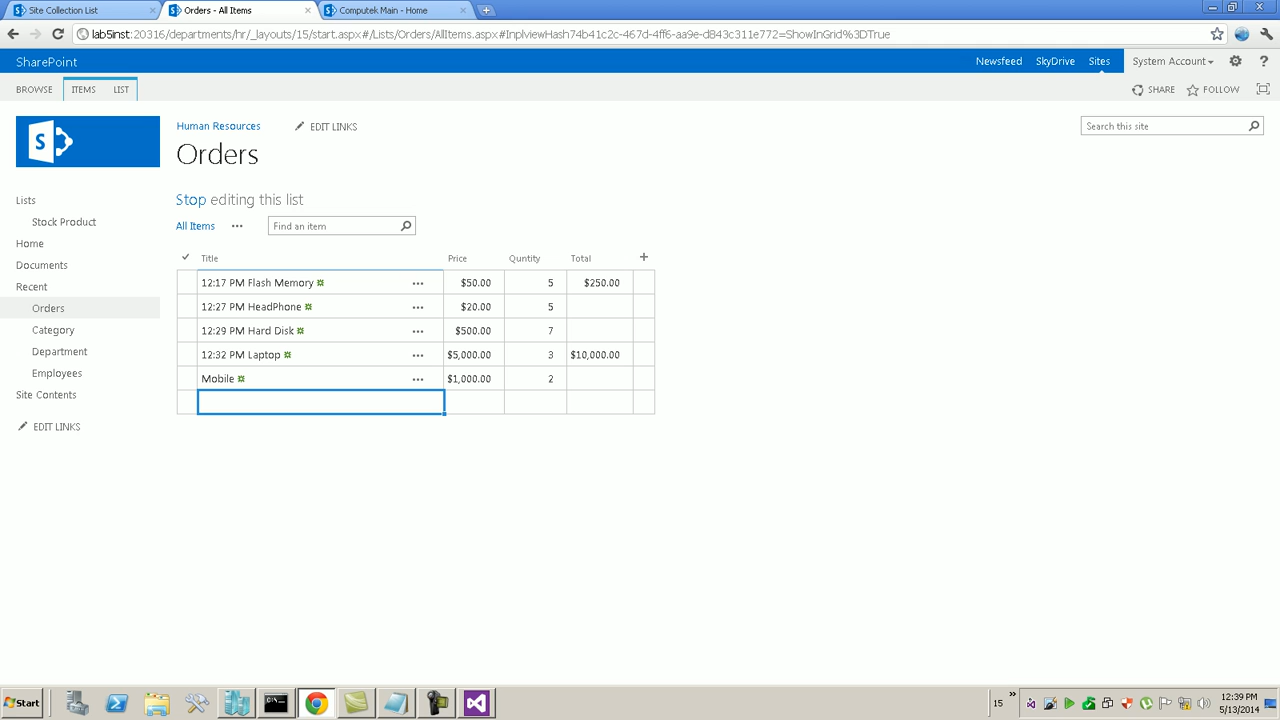 Site Collection List
Orders - All Items
Computek Main - Home
lab5inst:20316/departments/hr/_layouts/15/start.aspx#/Lists/Orders/AllItems.aspx#InplviewHash74b41c2c-467d-4ff6-aa9e-d843c311e772=ShowInGrid%3DTrue
SharePoint
Newsfeed SkyDrive Sites System Account ?
BROWSE ITEMS LIST SHARE FOLLOW
S
Human Resources EDIT LINKS
Search this site
Orders
Lists
Stock Product
Home
Documents
Recent
Orders
Category
Department
Employees
Site Contents
EDIT LINKS
Stop editing this list
All Items ... Find an item
Title Price Quntity Total +
12:17 PM Flash Memory ... $50.00 5 $250.00
12:27 PM HeadPhone ... $20.00 5
12:29 PM Hard Disk ... $500.00 7
12:32 PM Laptop ... $5,000.00 3 $10,000.00
Mobile ... $1,000.00 2
Start
15
12:39 PM
5/13/2014